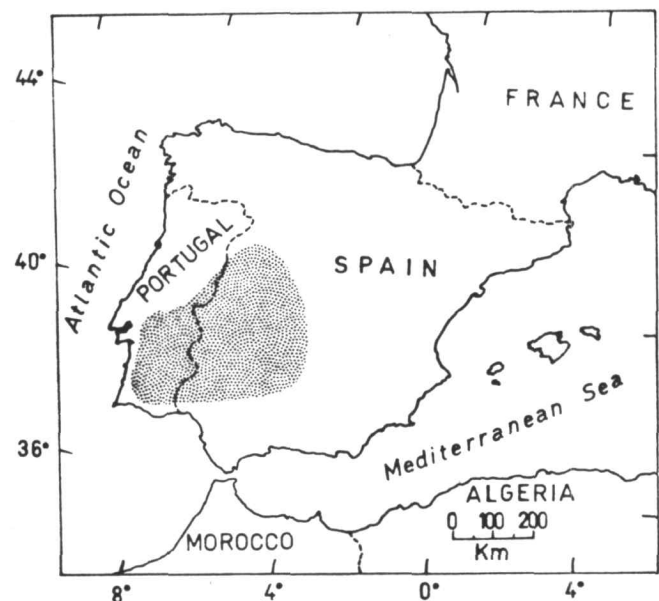 44°
FRANCE
Atlantic Ocean
PORTUGAL
40°
SPAIN
Mediterranean Sea
36°
ALGERIA
0 100 200
Km
MOROCCO
8° 4° 0° 4°